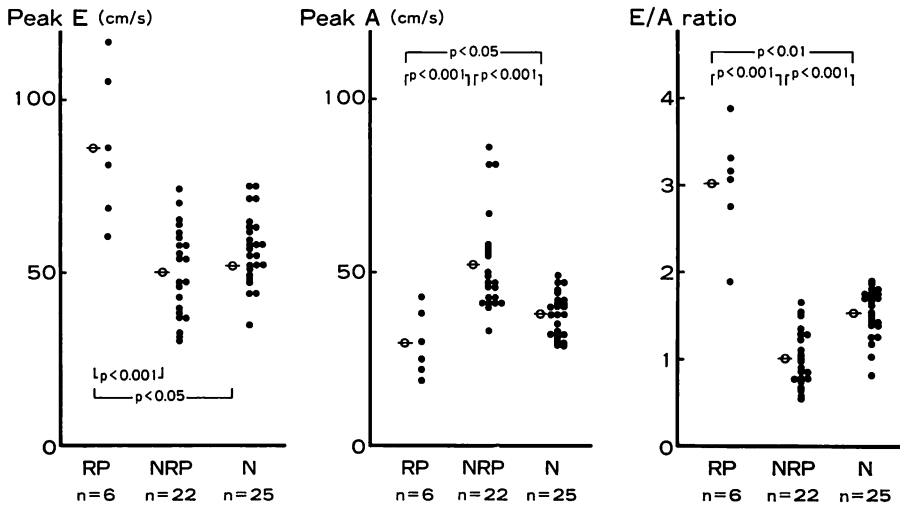 Peak E (cm/s)
100
50
0
p<0.001
p<0.05
RP NRP N
n=6 n=22 n=25
Peak A (cm/s)
100
50
0
p<0.05
p<0.001 p<0.001
RP NRP N
n=6 n=22 n=25
E/A ratio
4
3
2
1
0
p<0.01
p<0.001 p<0.001
RP NRP N
n=6 n=22 n=25